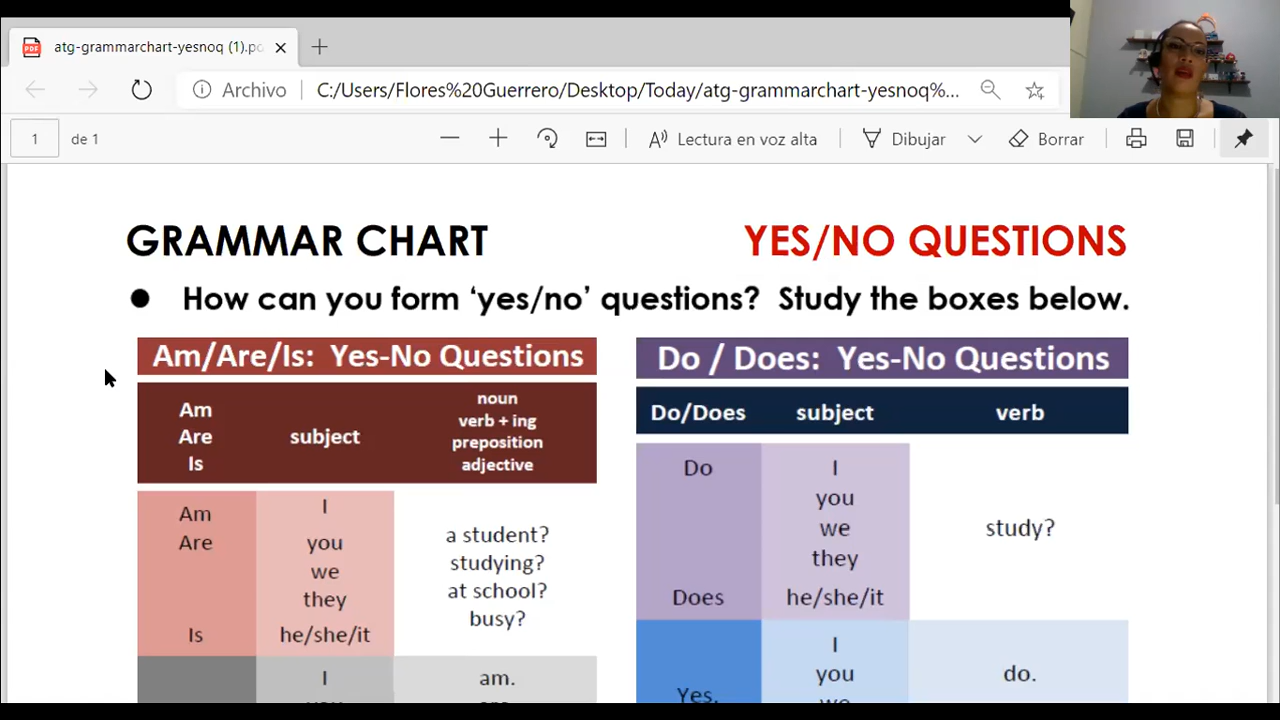 atg-grammarchart-yesnoq (1).pd
Archivo
C:/Users/Flores%20Guerrero/Desktop/Today/atg-grammarchart-yesnoq%...
1
de 1
Lectura en voz alta
Dibujar
Borrar
GRAMMAR CHART
YES/NO QUESTIONS
● How can you form ‘yes/no’ questions? Study the boxes below.
Am/Are/Is: Yes-No Questions
Am
Are
Is
subject
noun
verb + ing
preposition
adjective
Am
Are
Is
I
you
we
they
he/she/it
a student?
studying?
at school?
busy?
I
am.
Do / Does: Yes-No Questions
Do/Does
subject
verb
Do
Does
I
you
we
they
he/she/it
study?
Yes,
I
you
we
do.